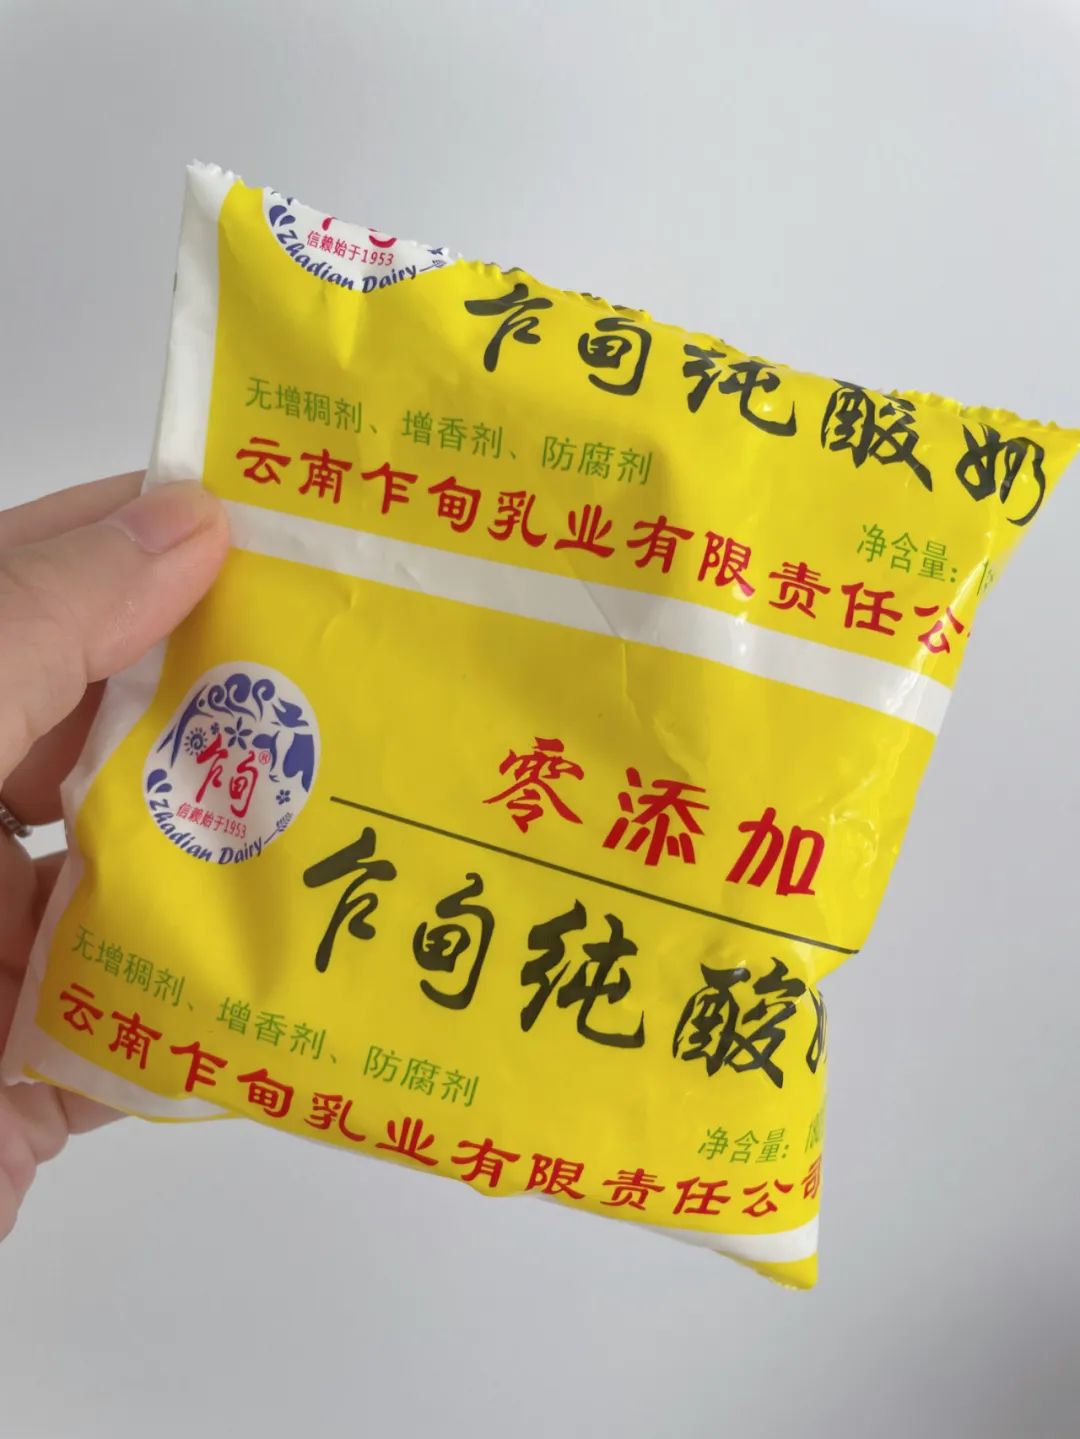 信赖始于1953
Zhadian Dairy
乍甸纯酸奶
无增稠剂、增香剂、防腐剂
净含量:
云南乍甸乳业有限责任公
零添加
乍甸®
信赖始于1953
Zhadian Dairy
乍甸纯酸
无增稠剂、增香剂、防腐剂
净含量:
云南乍甸乳业有限责任公司